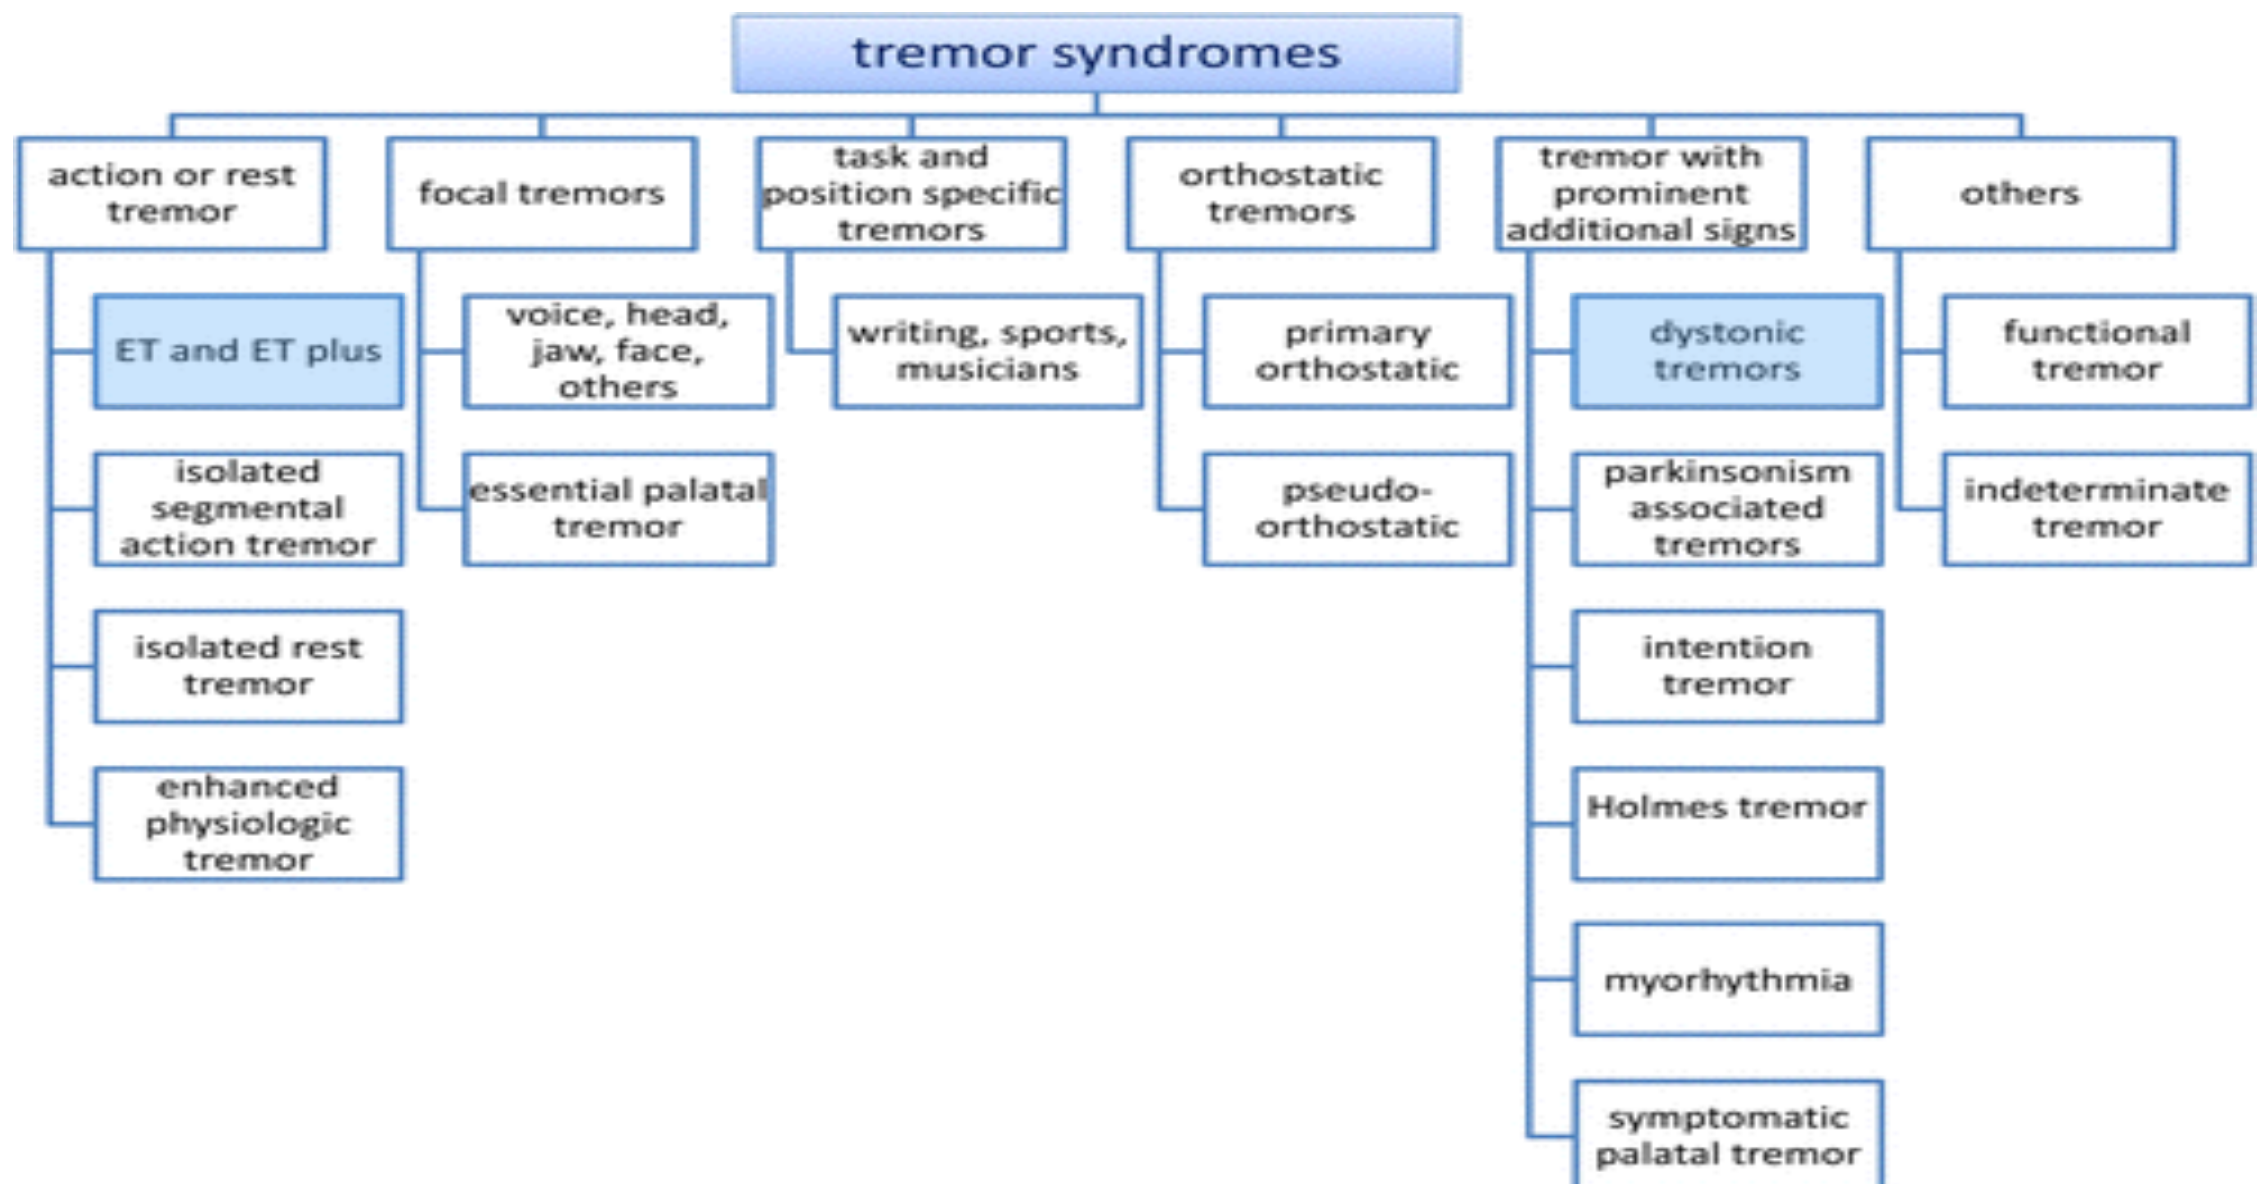 tremor syndromes
action or rest
tremor
focal tremors
task and
position specific
tremors
orthostatic
tremors
tremor with
prominent
additional signs
others
ET and ET plus
isolated
segmental
action tremor
isolated rest
tremor
enhanced
physiologic
tremor
voice, head,
jaw, face,
others
essential palatal
tremor
writing, sports,
musicians
primary
orthostatic
pseudo-
orthostatic
dystonic
tremors
parkinsonism
associated
tremors
intention
tremor
Holmes tremor
myorhythmia
symptomatic
palatal tremor
functional
tremor
indeterminate
tremor